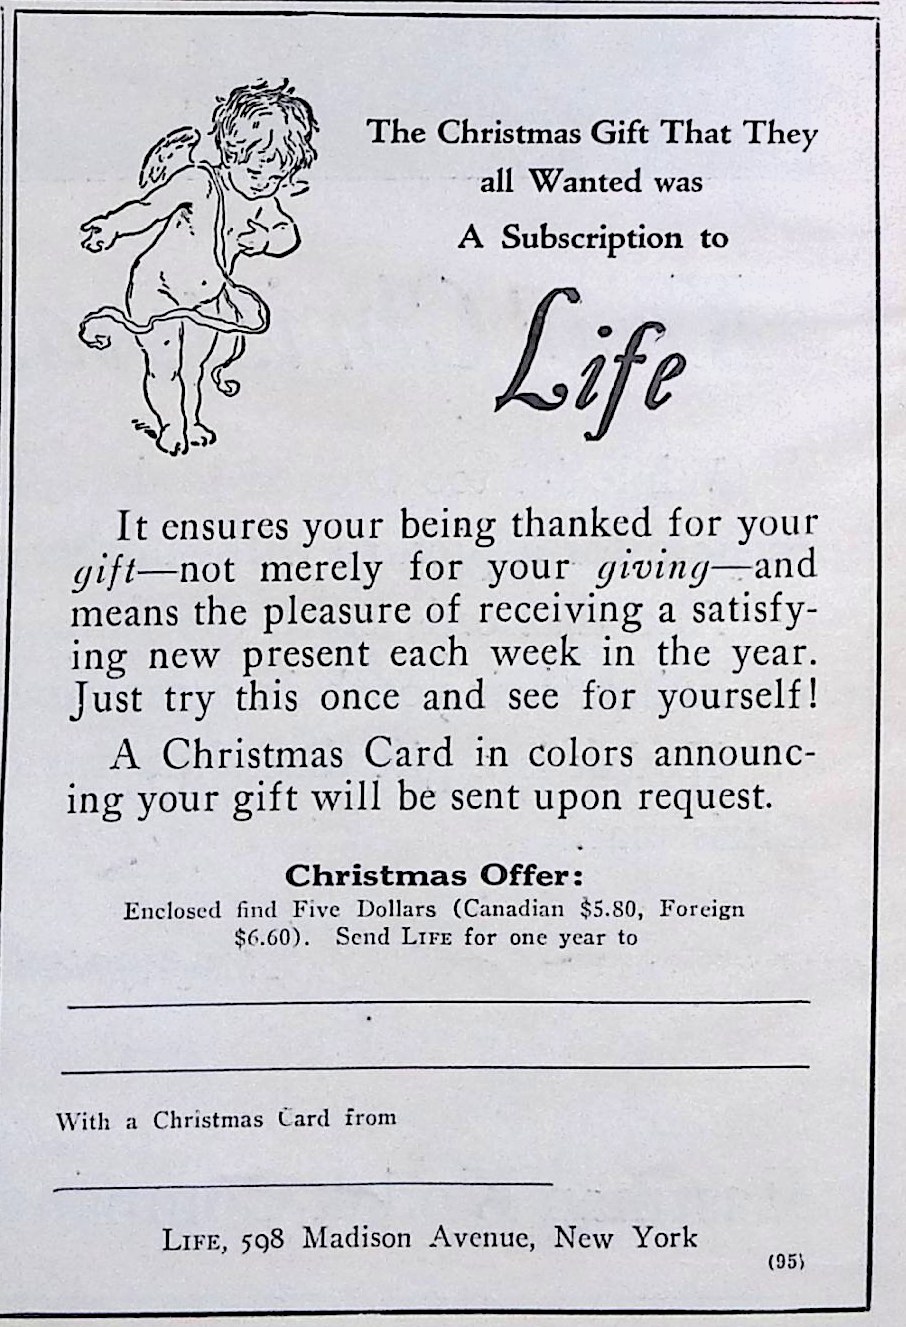 The Christmas Gift That They
all Wanted was
A Subscription to
Life
It ensures your being thanked for your
gift—not merely for your giving—and
means the pleasure of receiving a satisfy-
ing new present each week in the year.
Just try this once and see for yourself!
A Christmas Card in colors announc-
ing your gift will be sent upon request.
Christmas Offer:
Enclosed find Five Dollars (Canadian $5.80, Foreign
$6.60). Send LIFE for one year to
With a Christmas Card from
LIFE, 598 Madison Avenue, New York
(95)